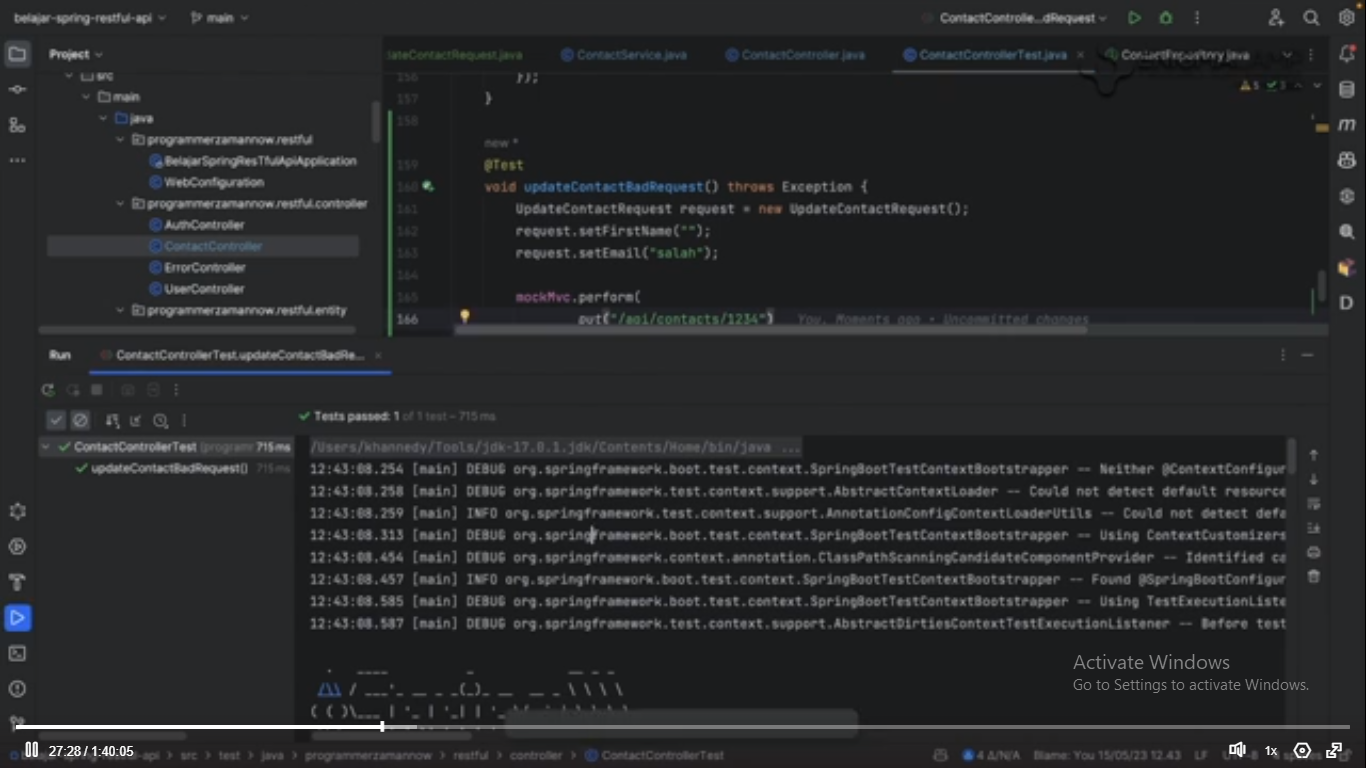 belajar-spring-restful-api
main
ContactControlle...dRequest
Project
ateContactRequest.java
ContactService.java
ContactController.java
ContactControllerTest.java
ContactRepository.java
src
main
java
programmerzamannow.restful
BelajarSpringResTfulApiApplication
WebConfiguration
programmerzamannow.restful.controller
AuthController
ContactController
ErrorController
UserController
programmerzamannow.restful.entity
5
3
156 });
157 }
158
new *
159 @Test
160 void updateContactBadRequest() throws Exception {
161 UpdateContactRequest request = new UpdateContactRequest();
162 request.setFirstName("");
163 request.setEmail("salah");
164
165 mockMvc.perform(
166 put("/api/contacts/1234") You, Moments ago • Uncommitted changes
Run
ContactControllerTest.updateContactBadRe...
Tests passed: 1 of 1 test – 715 ms
ContactControllerTest (programr 715 ms
updateContactBadRequest() 715 ms
/Users/khannedy/Tools/jdk-17.0.1.jdk/Contents/Home/bin/java ...
12:43:08.254 [main] DEBUG org.springframework.boot.test.context.SpringBootTestContextBootstrapper -- Neither @ContextConfigur
12:43:08.258 [main] DEBUG org.springframework.test.context.support.AbstractContextLoader -- Could not detect default resource
12:43:08.259 [main] INFO org.springframework.test.context.support.AnnotationConfigContextLoaderUtils -- Could not detect defa
12:43:08.313 [main] DEBUG org.springframework.boot.test.context.SpringBootTestContextBootstrapper -- Using ContextCustomizers
12:43:08.454 [main] DEBUG org.springframework.context.annotation.ClassPathScanningCandidateComponentProvider -- Identified ca
12:43:08.457 [main] INFO org.springframework.boot.test.context.SpringBootTestContextBootstrapper -- Found @SpringBootConfigur
12:43:08.585 [main] DEBUG org.springframework.boot.test.context.SpringBootTestContextBootstrapper -- Using TestExecutionListe
12:43:08.587 [main] DEBUG org.springframework.test.context.support.AbstractDirtiesContextTestExecutionListener -- Before test
Activate Windows
Go to Settings to activate Windows.
27:28 / 1:40:05
1x
-spring-restful-api
src
test
java
programmerzamannow
restful
controller
ContactControllerTest
4 Δ/N/A
Blame: You 15/05/23 12.43
LF